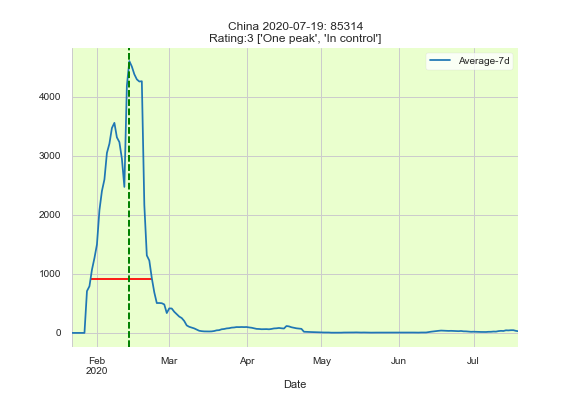 China 2020-07-19: 85314
Rating:3 ['One peak', 'In control']
Average-7d
4000
3000
2000
1000
0
Feb
2020
Mar
Apr
May
Jun
Jul
Date